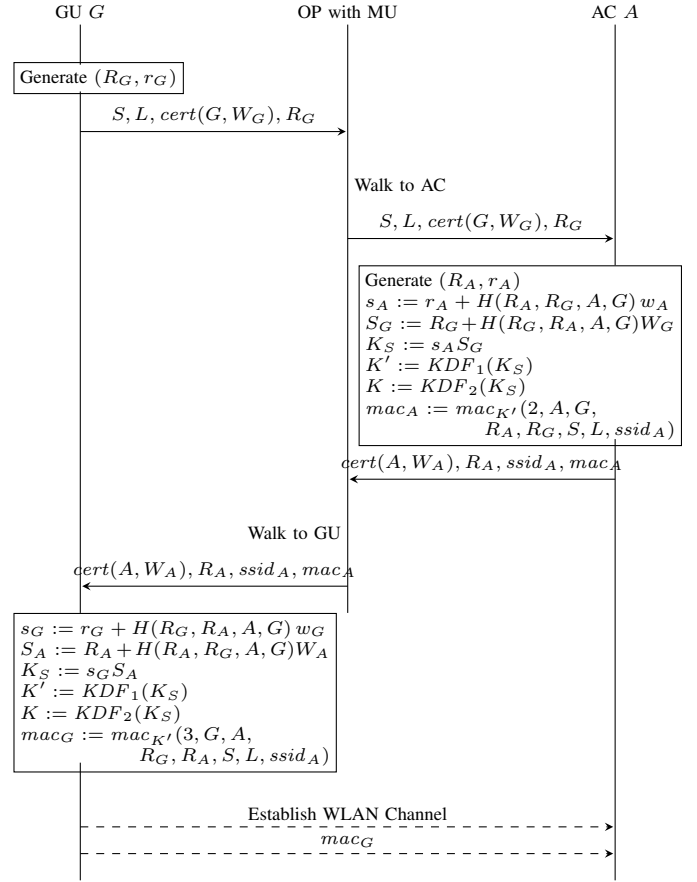 GU G OP with MU AC A
Generate (R_G, r_G)
S, L, cert(G, W_G), R_G
Walk to AC
S, L, cert(G, W_G), R_G
Generate (R_A, r_A)
s_A := r_A + H(R_A, R_G, A, G) w_A
S_G := R_G + H(R_G, R_A, A, G)W_G
K_S := s_A S_G
K′ := KDF_1(K_S)
K := KDF_2(K_S)
mac_A := mac_{K′}(2, A, G,
R_A, R_G, S, L, ssid_A)
cert(A, W_A), R_A, ssid_A, mac_A
Walk to GU
cert(A, W_A), R_A, ssid_A, mac_A
s_G := r_G + H(R_G, R_A, A, G) w_G
S_A := R_A + H(R_A, R_G, A, G)W_A
K_S := s_G S_A
K′ := KDF_1(K_S)
K := KDF_2(K_S)
mac_G := mac_{K′}(3, G, A,
R_G, R_A, S, L, ssid_A)
Establish WLAN Channel
mac_G